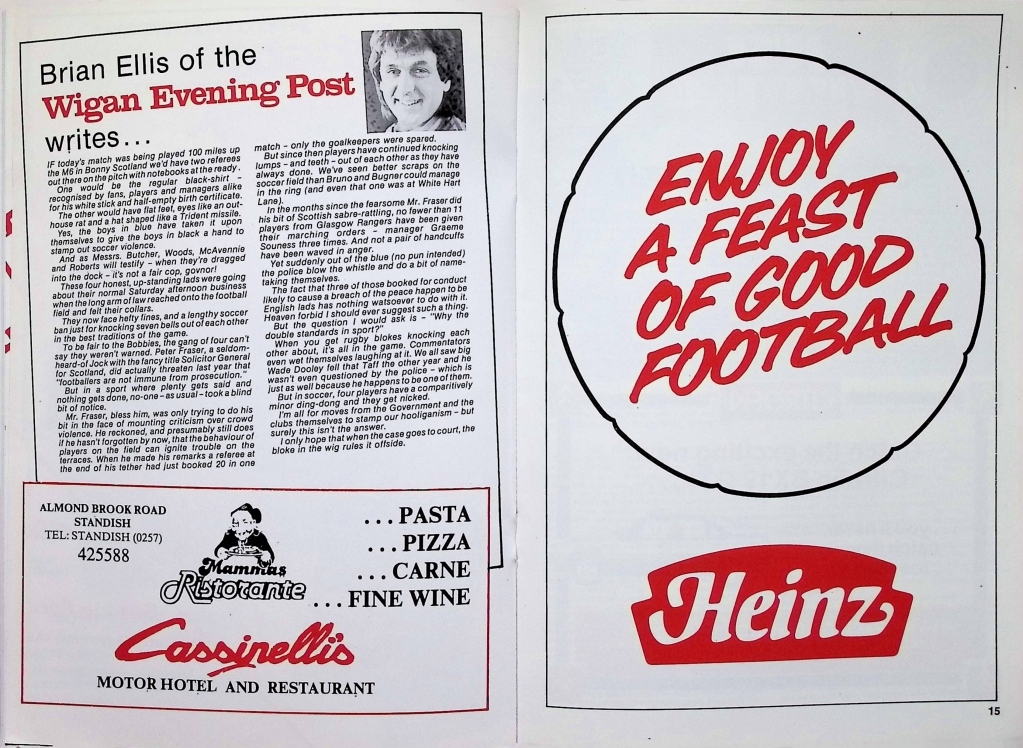 Brian Ellis of the
Wigan Evening Post
writes...
IF today's match was being played 100 miles up
the M6 in Bonny Scotland we'd have two referees
out there on the pitch with notebooks at the ready.
One would be the regular black-shirt –
recognised by fans, players and managers alike
for his white stick and half-empty birth certificate.
The other would have flat feet, eyes like an out-
house rat and a hat shaped like a Trident missile.
Yes, the boys in blue have taken it upon
themselves to give the boys in black a hand to
stamp out soccer violence.
And as Messrs. Butcher, Woods, McAvennie
and Roberts will testify – when they're dragged
into the dock – it's not a fair cop, govnor!
These four honest, up-standing lads were going
about their normal Saturday afternoon business
when the long arm of law reached onto the football
field and felt their collars.
They now face hefty fines, and a lengthy soccer
ban just for knocking seven bells out of each other
in the best traditions of the game.
To be fair to the Bobbies, the gang of four can't
say they weren't warned. Peter Fraser, a seldom-
heard-of Jock with the fancy title Solicitor General
for Scotland, did actually threaten last year that
"footballers are not immune from prosecution."
But in a sport where plenty gets said and
nothing gets done, no-one – as usual – took a blind
bit of notice.
Mr. Fraser, bless him, was only trying to do his
bit in the face of mounting criticism over crowd
violence. He reckoned, and presumably still does
if he hasn't forgotten by now, that the behaviour of
players on the field can ignite trouble on the
terraces. When he made his remarks a referee at
the end of his tether had just booked 20 in one
match – only the goalkeepers were spared.
But since then players have continued knocking
lumps – and teeth – out of each other as they have
always done. We've seen better scraps on the
soccer field than Bruno and Bugner could manage
in the ring (and even that one was at White Hart
Lane).
In the months since the fearsome Mr. Fraser did
his bit of Scottish sabre-rattling, no fewer than 11
players from Glasgow Rangers have been given
their marching orders – manager Graeme
Souness three times. And not a pair of handcuffs
have been waved in anger.
Yet suddenly out of the blue (no pun intended)
the police blow the whistle and do a bit of name-
taking themselves.
The fact that three of those booked for conduct
likely to cause a breach of the peace happen to be
English lads has nothing watsoever to do with it.
Heaven forbid I should ever suggest such a thing.
But the question I would ask is – "Why the
double standards in sport?"
When you get rugby blokes knocking each
other about, it's all in the game. Commentators
even wet themselves laughing at it. We all saw big
Wade Dooley fell that Taff the other year and he
wasn't even questioned by the police – which is
just as well because he happens to be one of them.
But in soccer, four players have a comparitively
minor ding-dong and they get nicked.
I'm all for moves from the Government and the
clubs themselves to stamp our hooliganism – but
surely this isn't the answer.
I only hope that when the case goes to court, the
bloke in the wig rules it offside.
ALMOND BROOK ROAD
STANDISH
TEL: STANDISH (0257)
425588
Mammas
Ristorante
...PASTA
...PIZZA
...CARNE
...FINE WINE
Cassinelli's
MOTOR HOTEL AND RESTAURANT
ENJOY
A FEAST
OF GOOD
FOOTBALL
Heinz
15